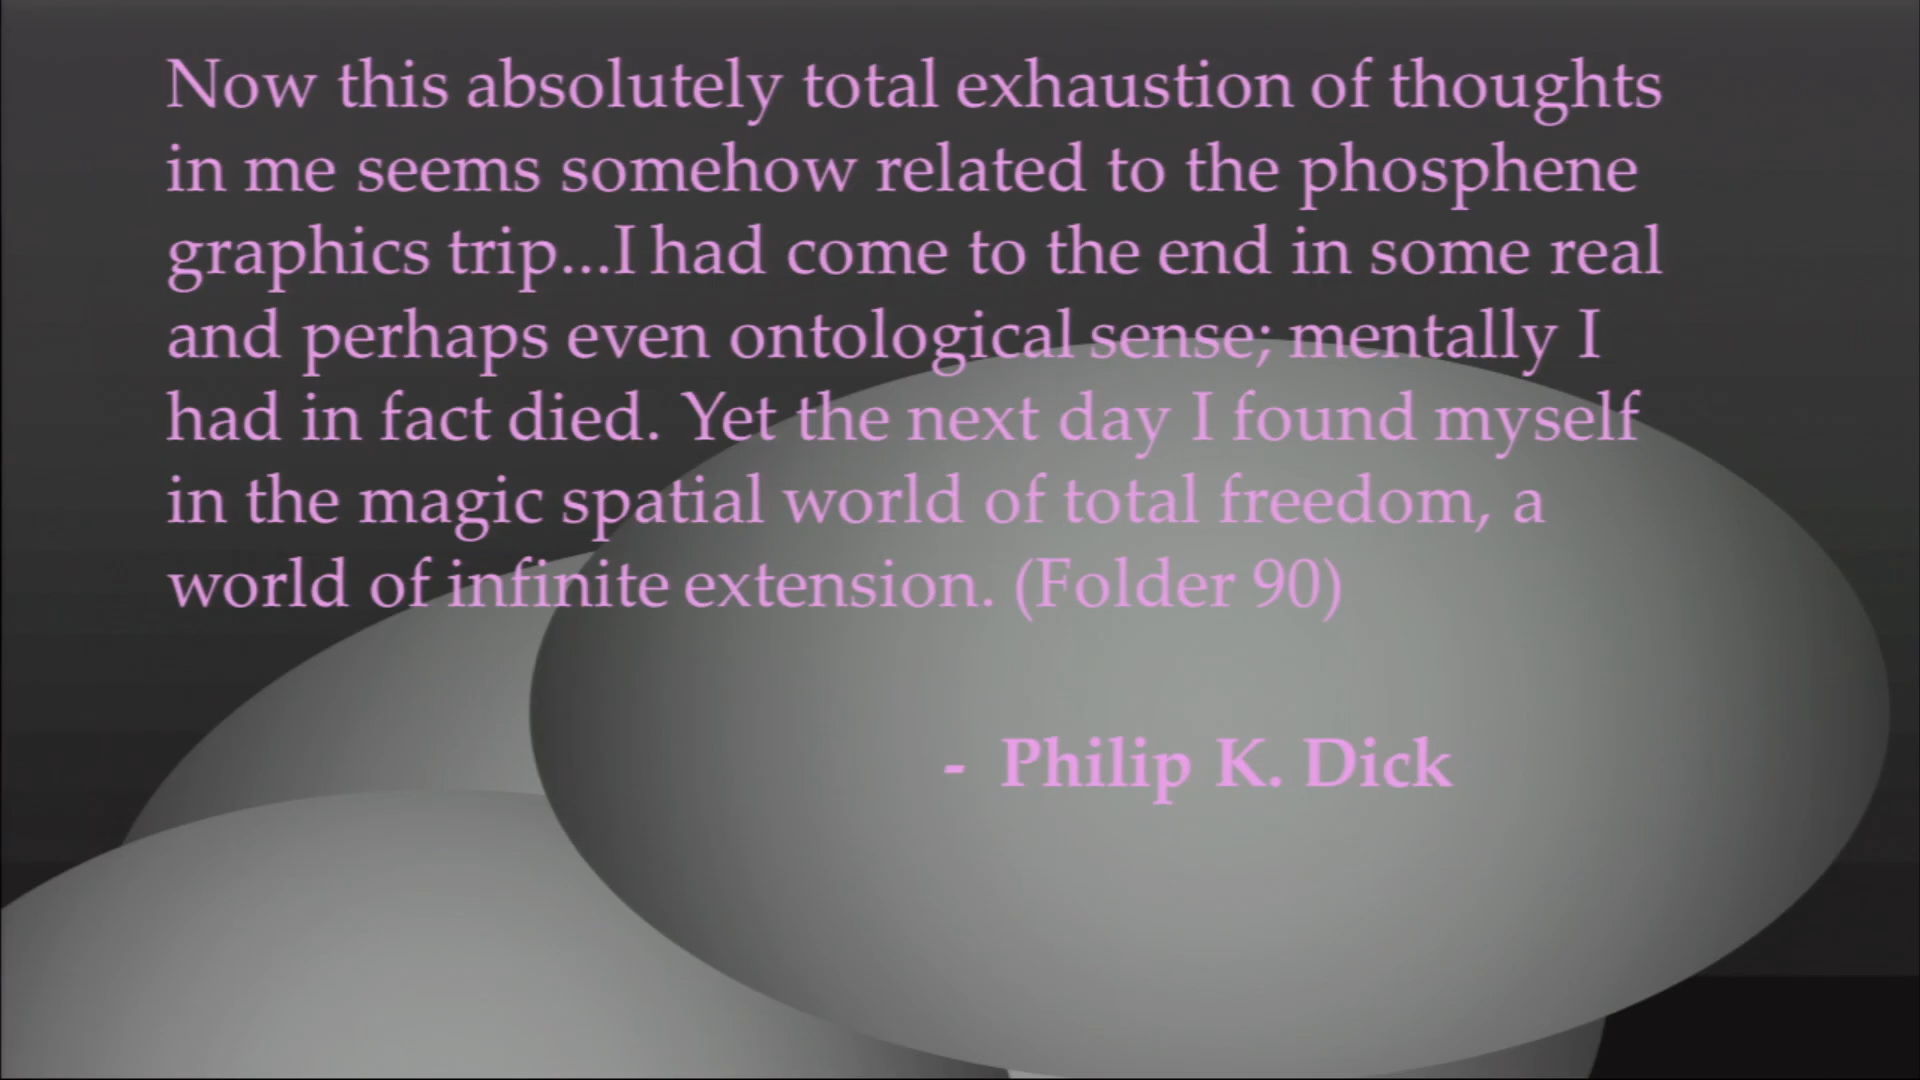 Now this absolutely total exhaustion of thoughts
in me seems somehow related to the phosphene
graphics trip...I had come to the end in some real
and perhaps even ontological sense; mentally I
had in fact died. Yet the next day I found myself
in the magic spatial world of total freedom, a
world of infinite extension. (Folder 90)
- Philip K. Dick